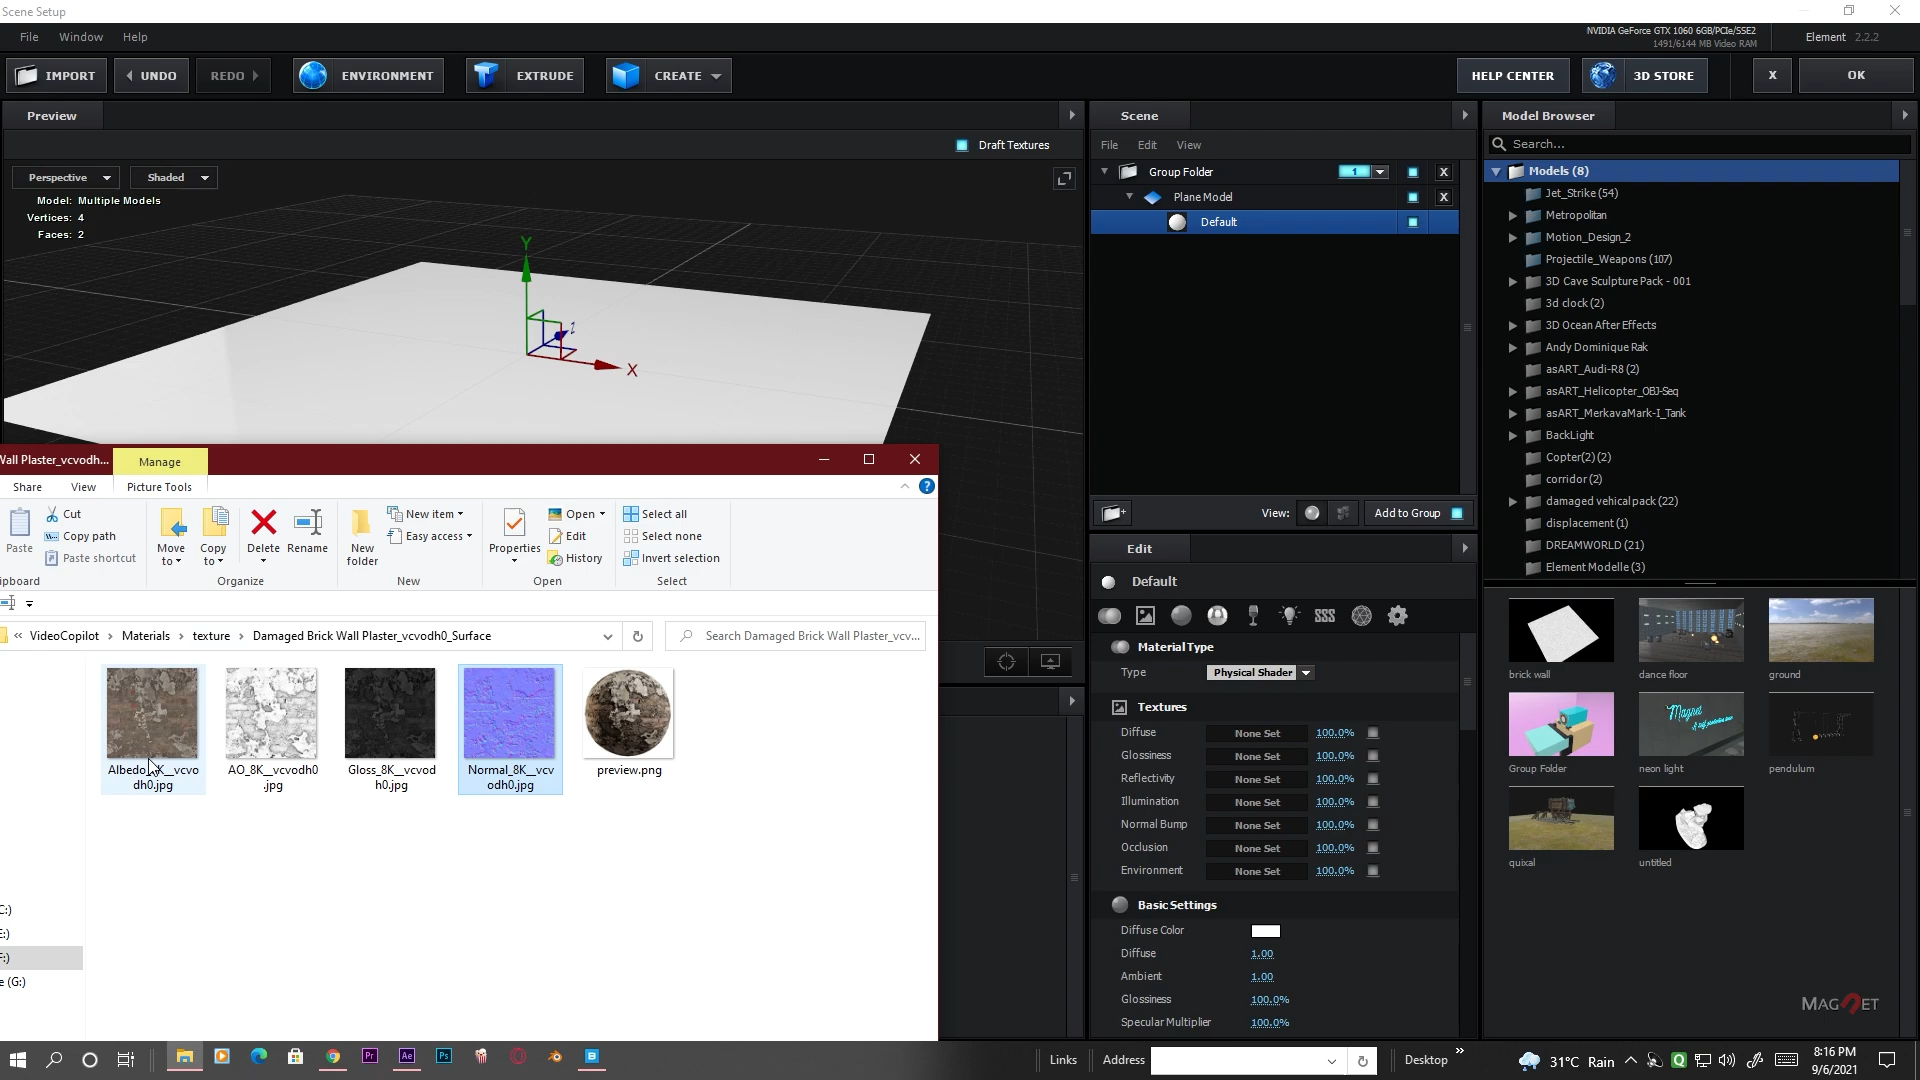 Scene Setup
File Window Help
NVIDIA GeForce GTX 1060 6GB/PCIe/SSE2
1491/6144 MB Video RAM
Element 2.2.2
IMPORT UNDO REDO ENVIRONMENT EXTRUDE CREATE HELP CENTER 3D STORE X OK
Preview
Draft Textures
Perspective Shaded
Model: Multiple Models
Vertices: 4
Faces: 2
Y
Z
X
Scene
File Edit View
Group Folder 1 X
Plane Model X
Default
View: Add to Group
Model Browser
Search...
Models (8)
Jet_Strike (54)
Metropolitan
Motion_Design_2
Projectile_Weapons (107)
3D Cave Sculpture Pack - 001
3d clock (2)
3D Ocean After Effects
Andy Dominique Rak
asART_Audi-R8 (2)
asART_Helicopter_OBJ-Seq
asART_MerkavaMark-I_Tank
BackLight
Copter(2) (2)
corridor (2)
damaged vehical pack (22)
displacement (1)
DREAMWORLD (21)
Element Modelle (3)
brick wall dance floor ground
Magnet
Group Folder neon light pendulum
quixal untitled
MAGNET
Edit
Default
SSS
Material Type
Type Physical Shader
Textures
Diffuse None Set 100.0%
Glossiness None Set 100.0%
Reflectivity None Set 100.0%
Illumination None Set 100.0%
Normal Bump None Set 100.0%
Occlusion None Set 100.0%
Environment None Set 100.0%
Basic Settings
Diffuse Color
Diffuse 1.00
Ambient 1.00
Glossiness 100.0%
Specular Multiplier 100.0%
Wall Plaster_vcvodh... Manage
Share View Picture Tools
Paste
Cut
Copy path
Paste shortcut
ipboard
Move to
Copy to
Delete
Rename
Organize
New folder
New item
Easy access
New
Properties
Open
Edit
History
Open
Select all
Select none
Invert selection
Select
« VideoCopilot › Materials › texture › Damaged Brick Wall Plaster_vcvodh0_Surface
Search Damaged Brick Wall Plaster_vcv...
AO_8K__vcvodh0
.jpg
Gloss_8K__vcvod
h0.jpg
Normal_8K__vcv
odh0.jpg
preview.png
C:)
E:)
F:)
e (G:)
Pr Ae Ps
Links Address Desktop »
31°C Rain
8:16 PM
9/6/2021